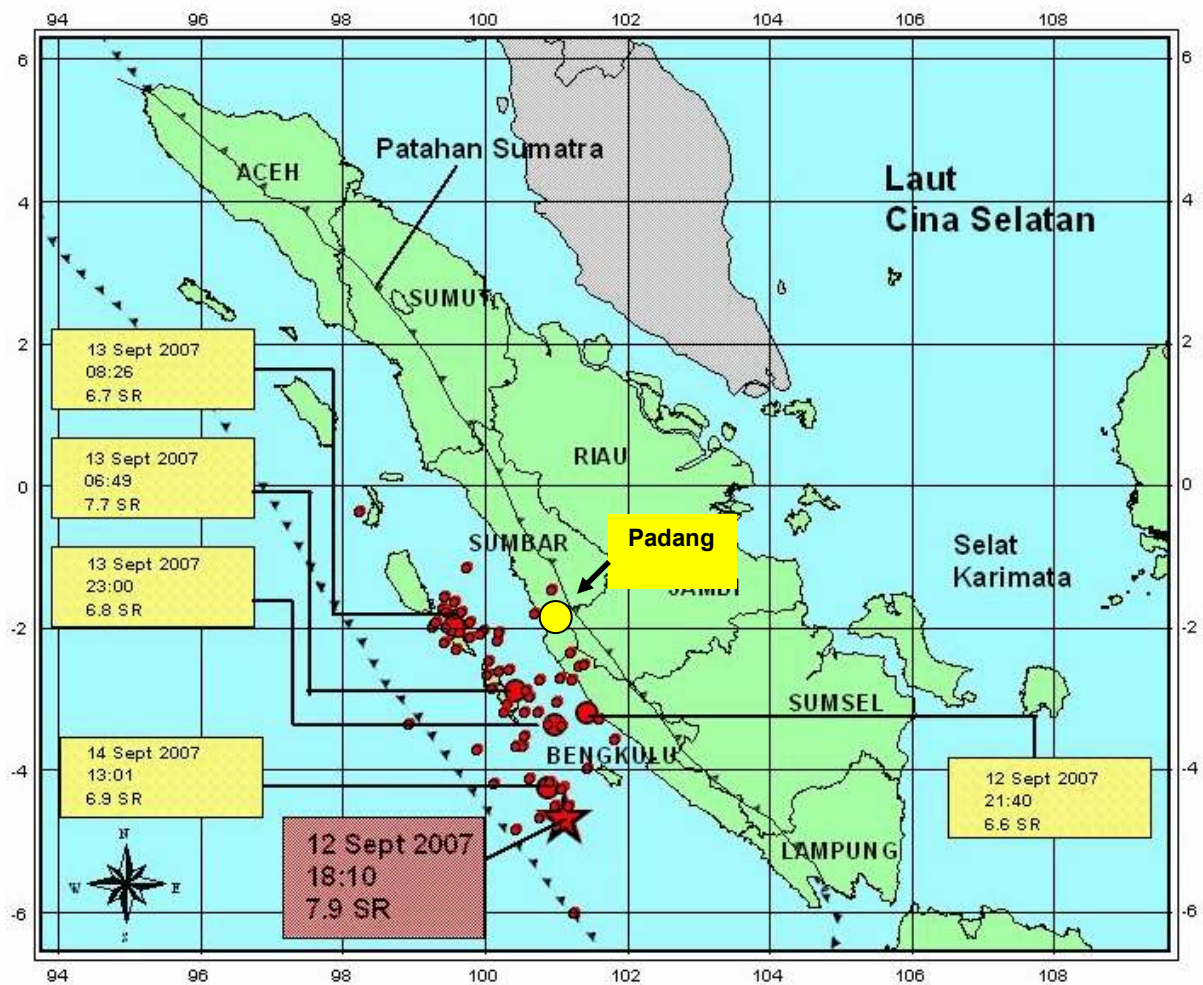 94 96 98 100 102 104 106 108
6 6
Patahan Sumatra
ACEH
Laut
Cina Selatan
4 4
SUMUT
2 2
13 Sept 2007
08:26
6.7 SR
13 Sept 2007
06:49
7.7 SR
RIAU
0 0
SUMBAR
Padang
Selat
Karimata
13 Sept 2007
23:00
6.8 SR
JAMBI
-2 -2
SUMSEL
BENGKULU
14 Sept 2007
13:01
6.9 SR
-4 -4
12 Sept 2007
21:40
6.6 SR
12 Sept 2007
18:10
7.9 SR
LAMPUNG
N
W E
S
-6 -6
94 96 98 100 102 104 106 108